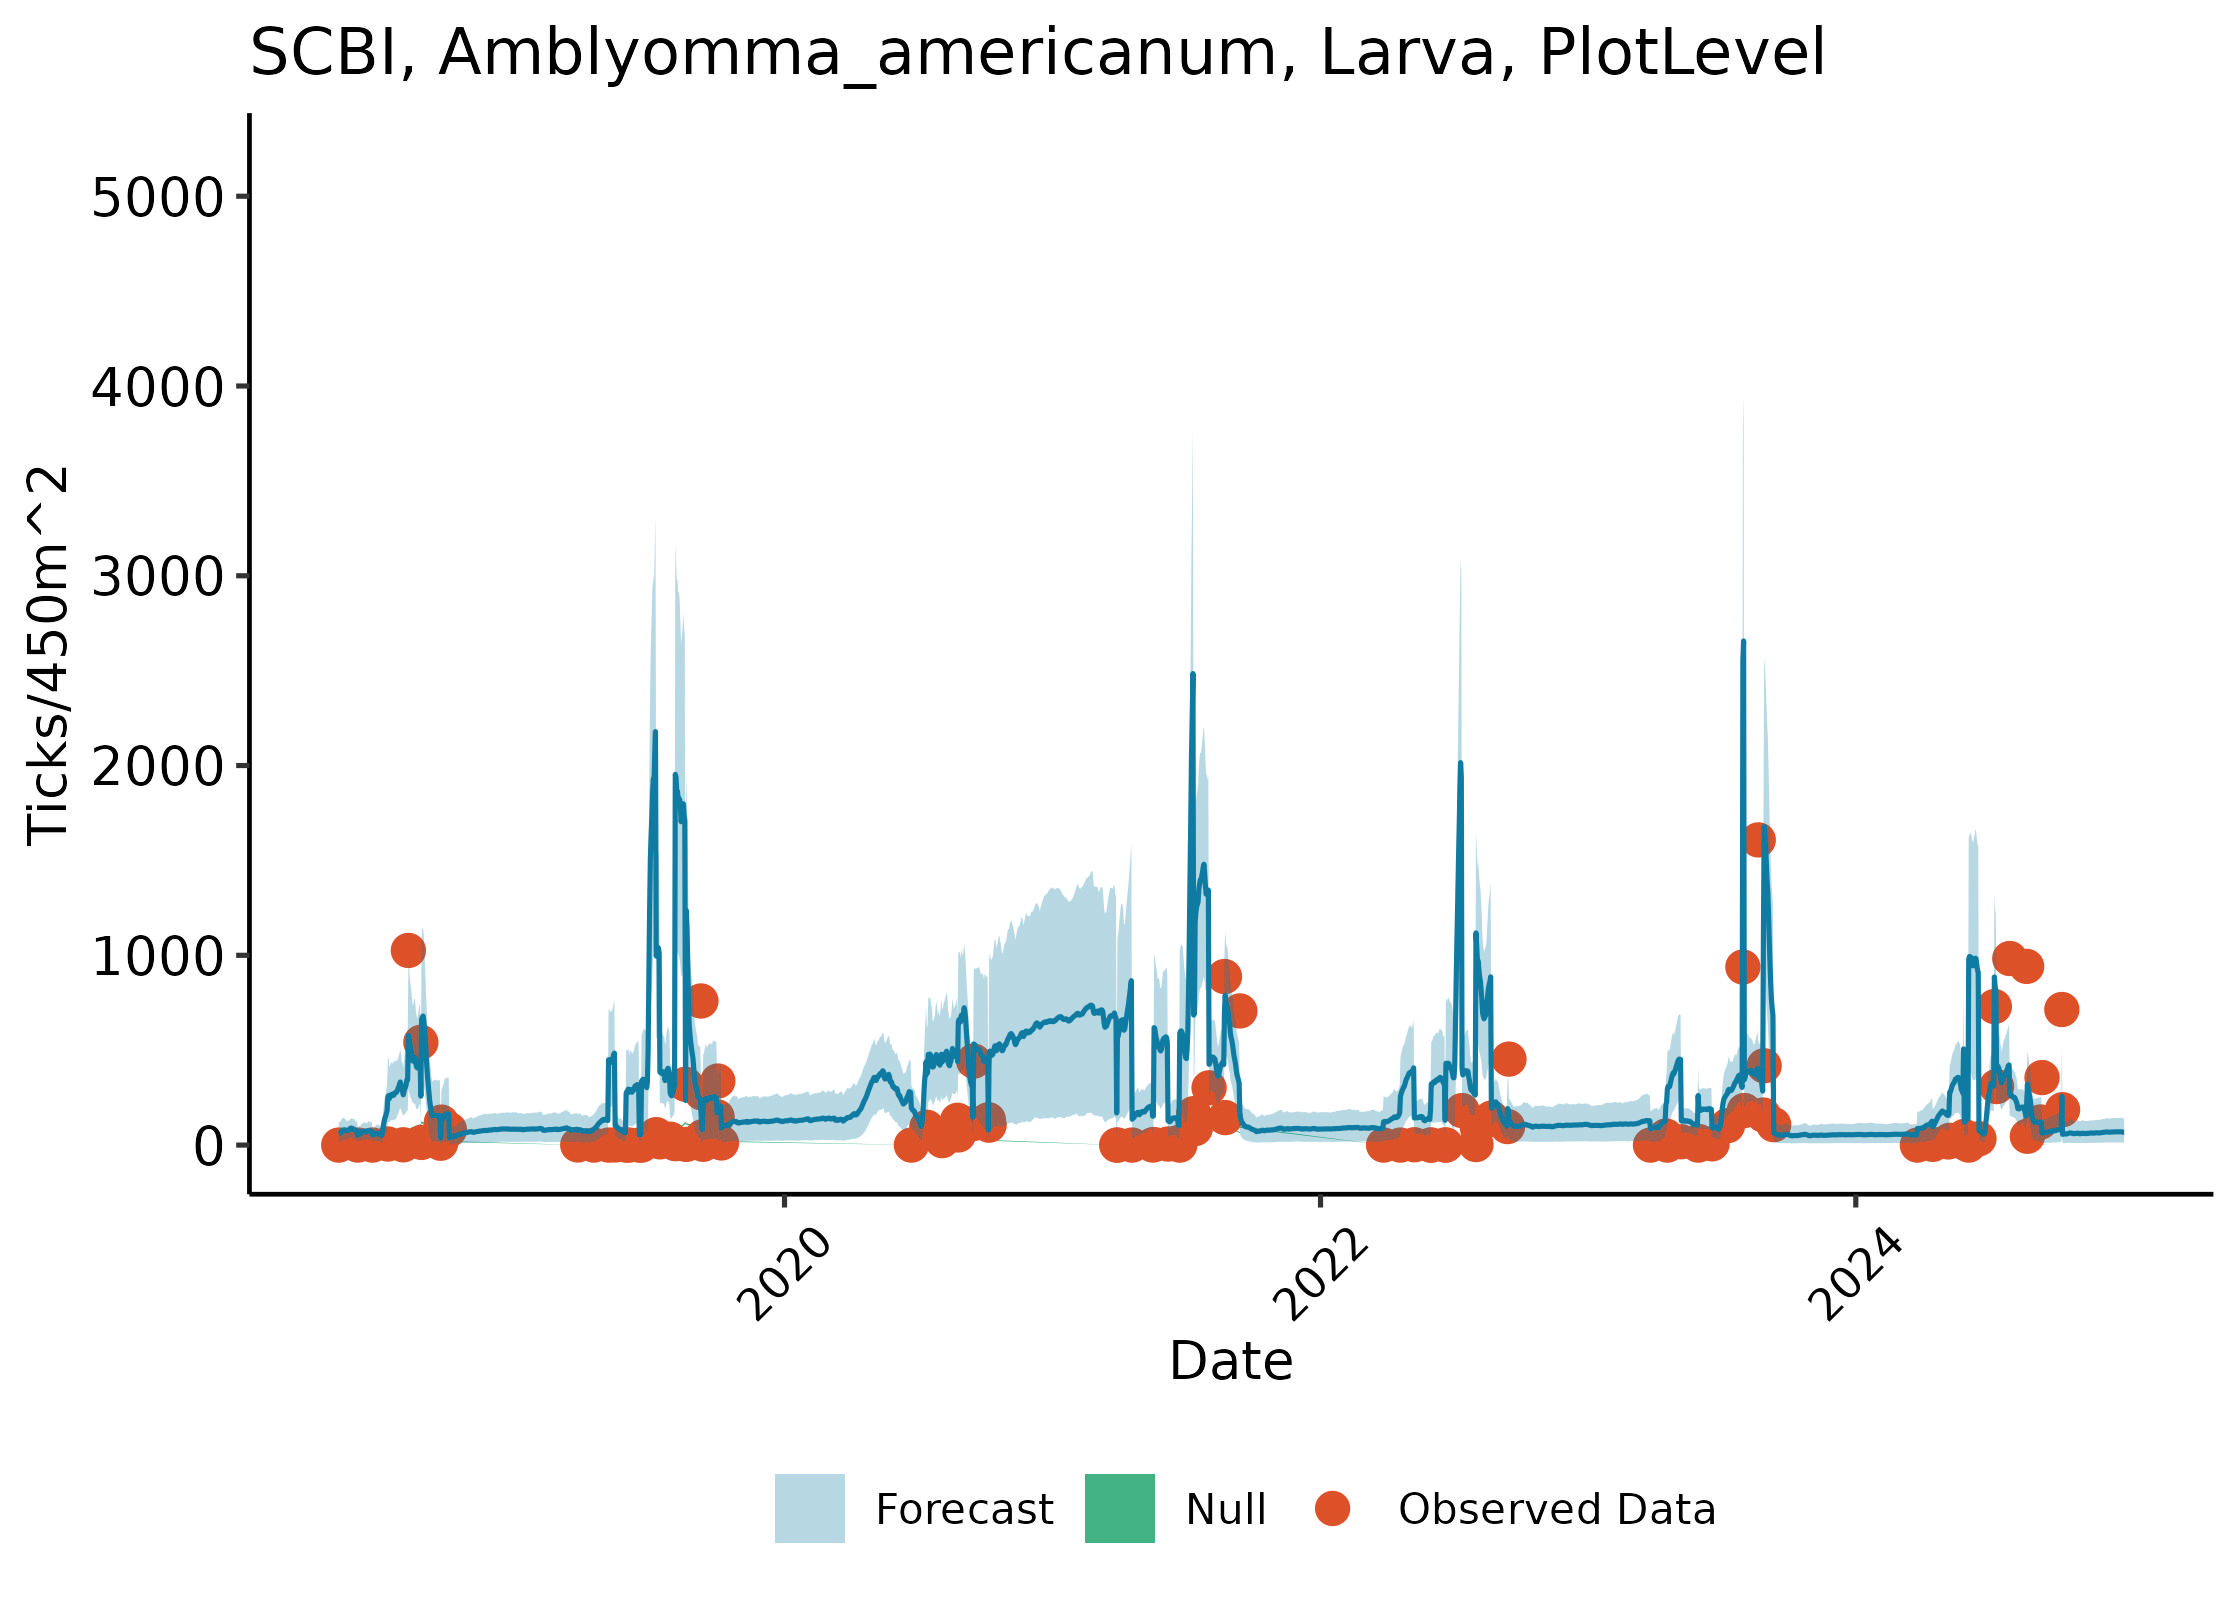 SCBI, Amblyomma_americanum, Larva, PlotLevel
Ticks/450m^2
5000
4000
3000
2000
1000
0
2020
2022
2024
Date
Forecast
Null
Observed Data